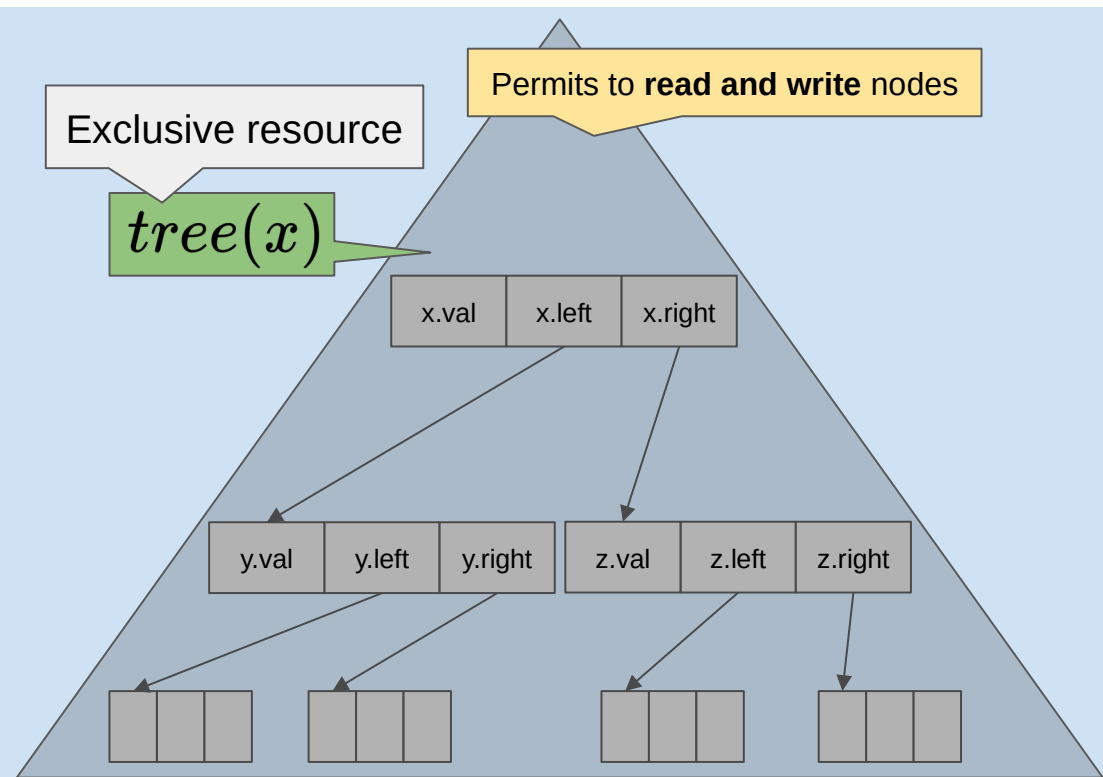 Permits to read and write nodes
Exclusive resource
tree(x)
x.val x.left x.right
y.val y.left y.right z.val z.left z.right